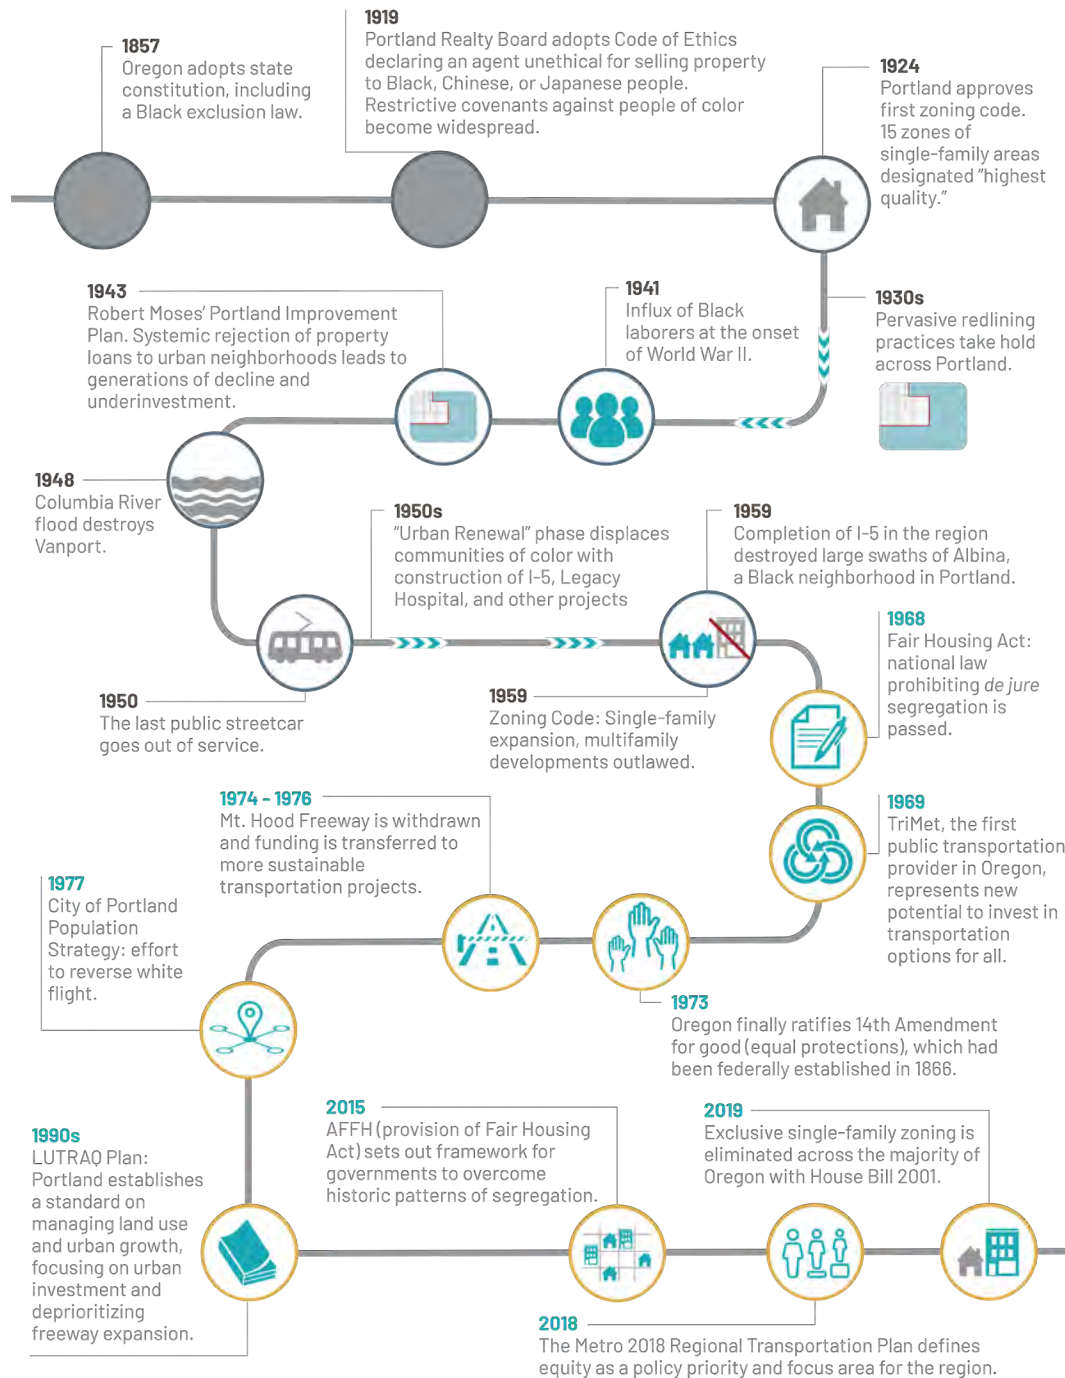 1857
Oregon adopts state
constitution, including
a Black exclusion law.
1919
Portland Realty Board adopts Code of Ethics
declaring an agent unethical for selling property
to Black, Chinese, or Japanese people.
Restrictive covenants against people of color
become widespread.
1924
Portland approves
first zoning code.
15 zones of
single-family areas
designated “highest
quality.”
1930s
Pervasive redlining
practices take hold
across Portland.
1941
Influx of Black
laborers at the onset
of World War II.
1943
Robert Moses’ Portland Improvement
Plan. Systemic rejection of property
loans to urban neighborhoods leads to
generations of decline and
underinvestment.
1948
Columbia River
flood destroys
Vanport.
1950
The last public streetcar
goes out of service.
1950s
“Urban Renewal” phase displaces
communities of color with
construction of I-5, Legacy
Hospital, and other projects
1959
Completion of I-5 in the region
destroyed large swaths of Albina,
a Black neighborhood in Portland.
1959
Zoning Code: Single-family
expansion, multifamily
developments outlawed.
1968
Fair Housing Act:
national law
prohibiting de jure
segregation is
passed.
1969
TriMet, the first
public transportation
provider in Oregon,
represents new
potential to invest in
transportation
options for all.
1973
Oregon finally ratifies 14th Amendment
for good (equal protections), which had
been federally established in 1866.
1974 - 1976
Mt. Hood Freeway is withdrawn
and funding is transferred to
more sustainable
transportation projects.
1977
City of Portland
Population
Strategy: effort
to reverse white
flight.
1990s
LUTRAQ Plan:
Portland establishes
a standard on
managing land use
and urban growth,
focusing on urban
investment and
deprioritizing
freeway expansion.
2015
AFFH (provision of Fair Housing
Act) sets out framework for
governments to overcome
historic patterns of segregation.
2018
The Metro 2018 Regional Transportation Plan defines
equity as a policy priority and focus area for the region.
2019
Exclusive single-family zoning is
eliminated across the majority of
Oregon with House Bill 2001.